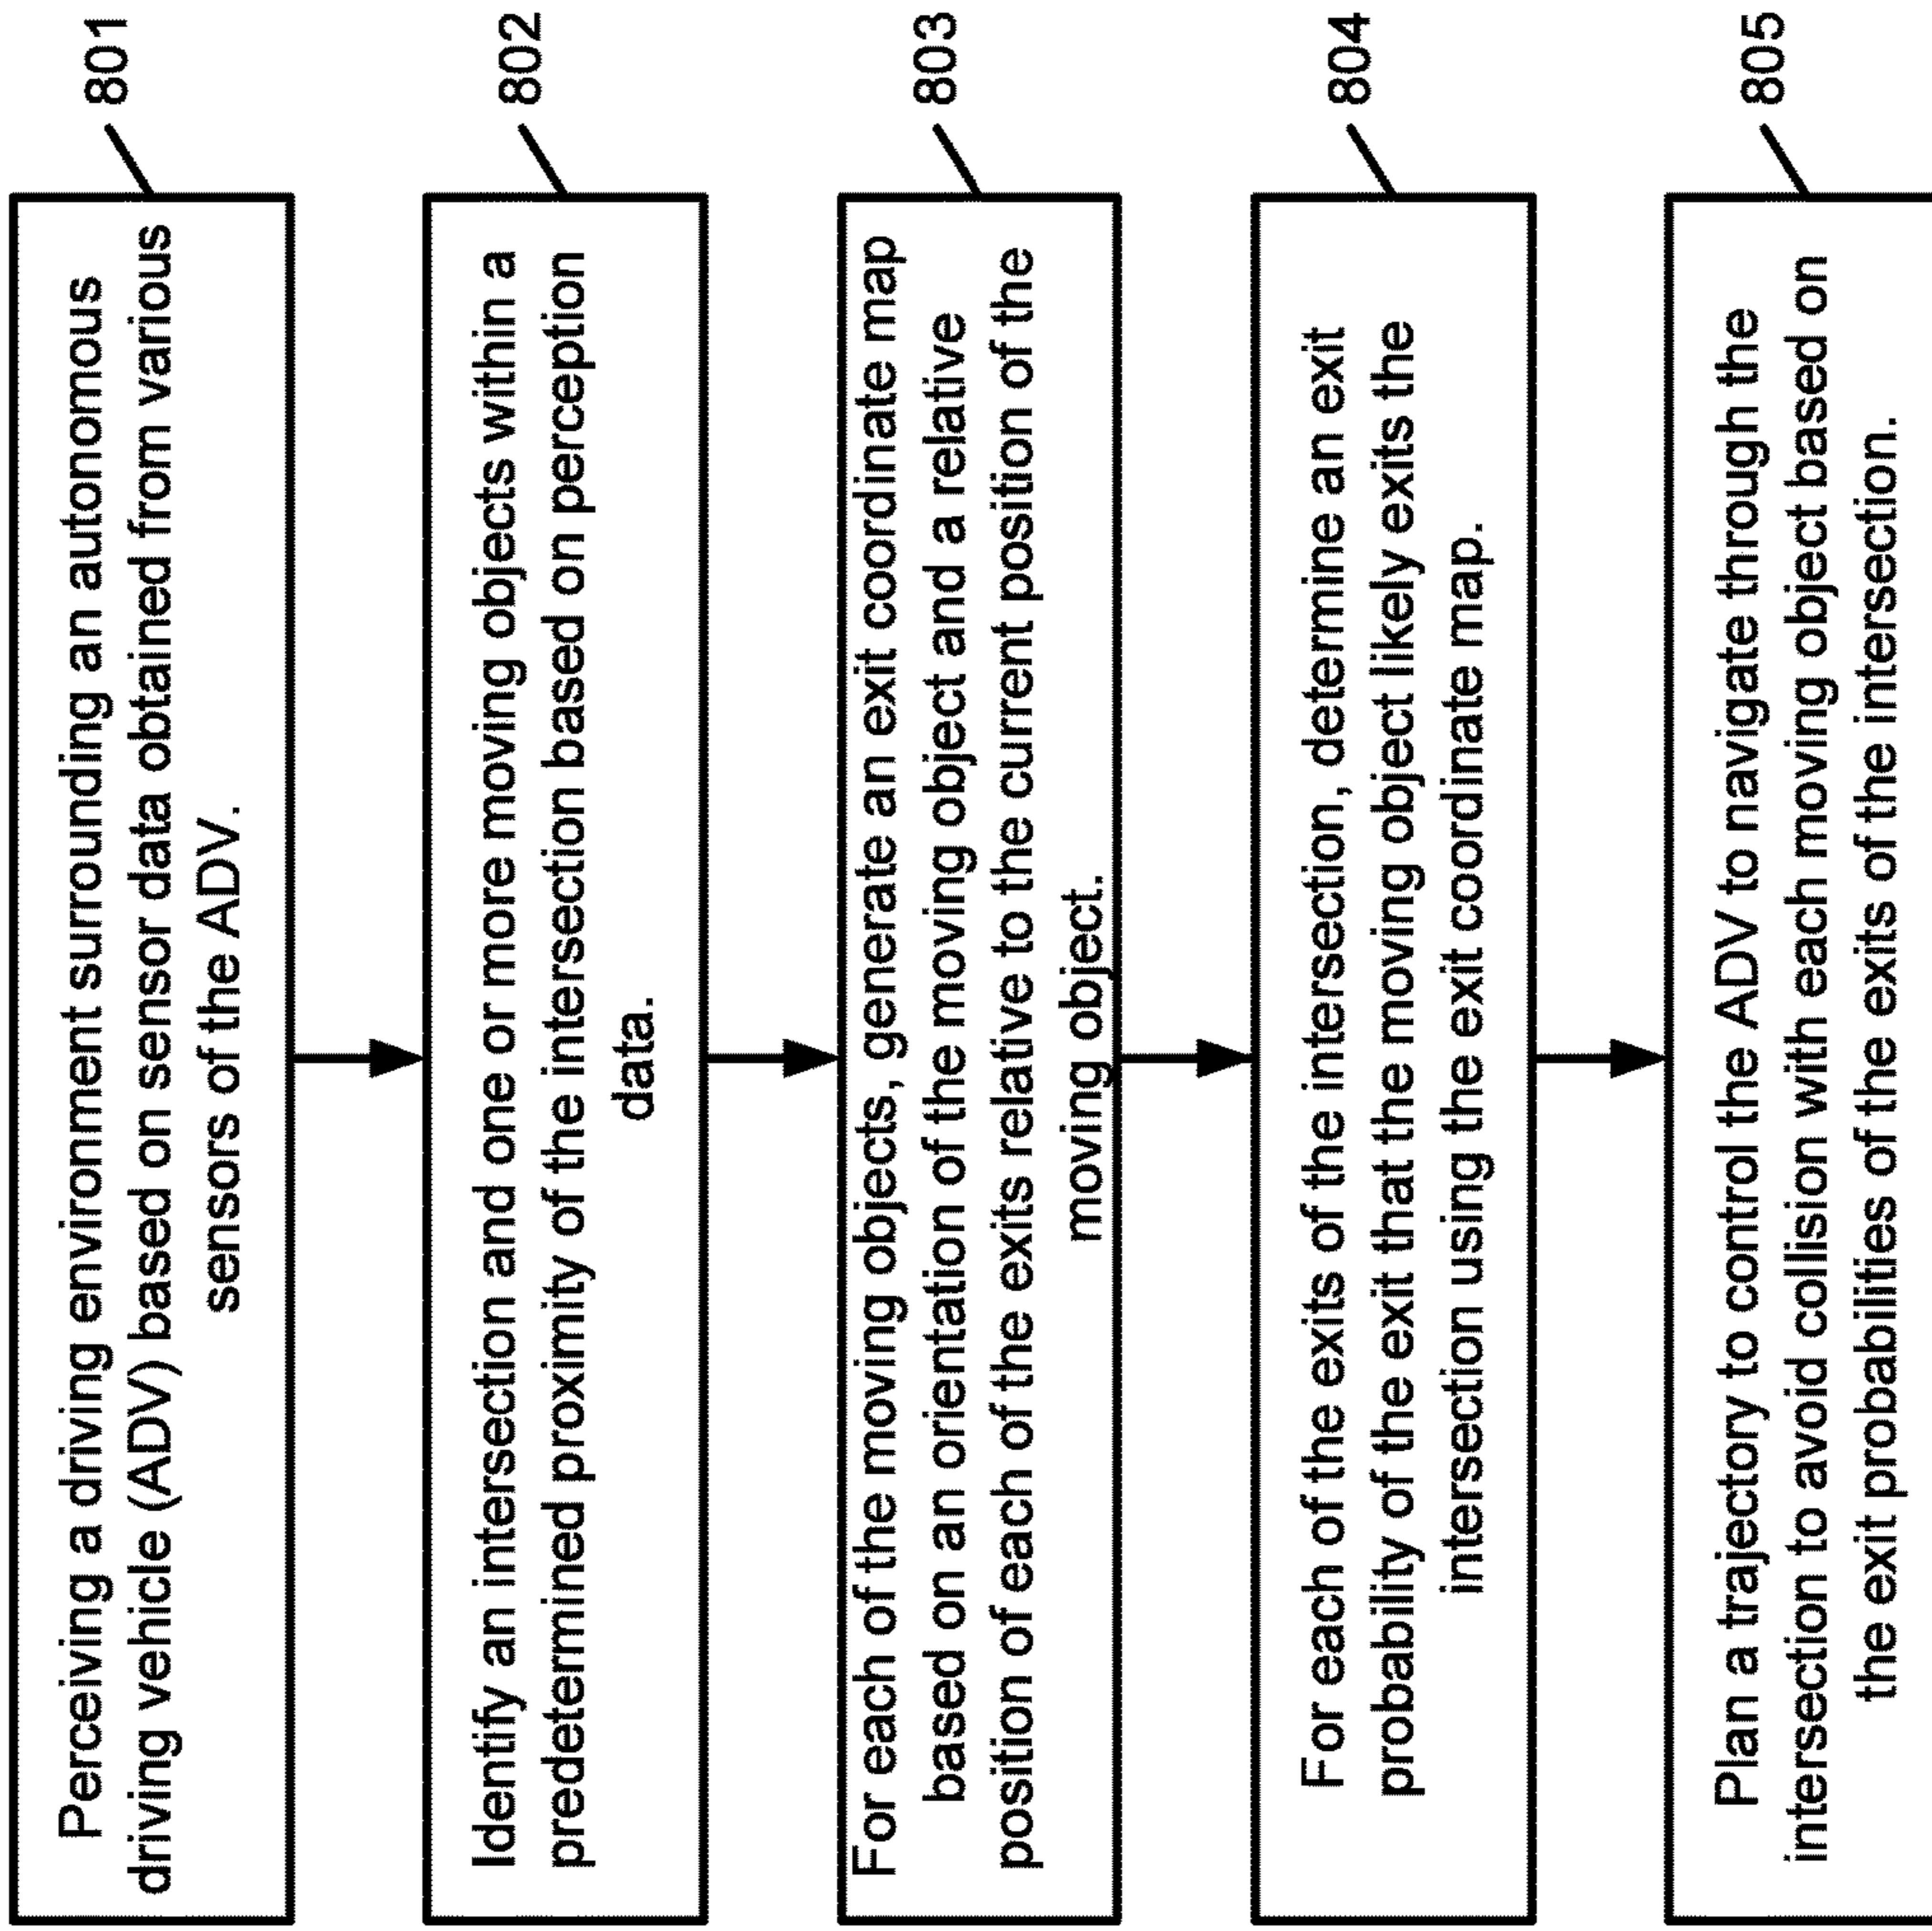 Perceiving a driving environment surrounding an autonomous
driving vehicle (ADV) based on sensor data obtained from various
sensors of the ADV.
801
Identify an intersection and one or more moving objects within a
predetermined proximity of the intersection based on perception
data.
802
For each of the moving objects, generate an exit coordinate map
based on an orientation of the moving object and a relative
position of each of the exits relative to the current position of the
moving object.
803
For each of the exits of the intersection, determine an exit
probability of the exit that the moving object likely exits the
intersection using the exit coordinate map.
804
Plan a trajectory to control the ADV to navigate through the
intersection to avoid collision with each moving object based on
the exit probabilities of the exits of the intersection.
805